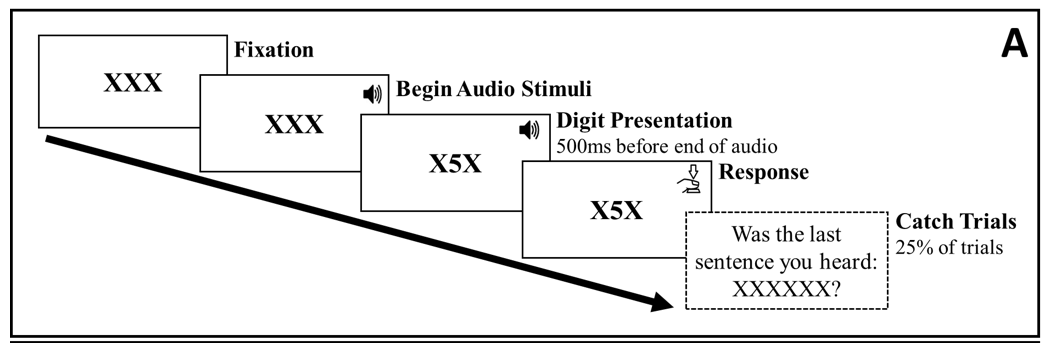 A
XXX
Fixation
XXX
Begin Audio Stimuli
X5X
Digit Presentation
500ms before end of audio
X5X
Response
Was the last
sentence you heard:
XXXXXX?
Catch Trials
25% of trials